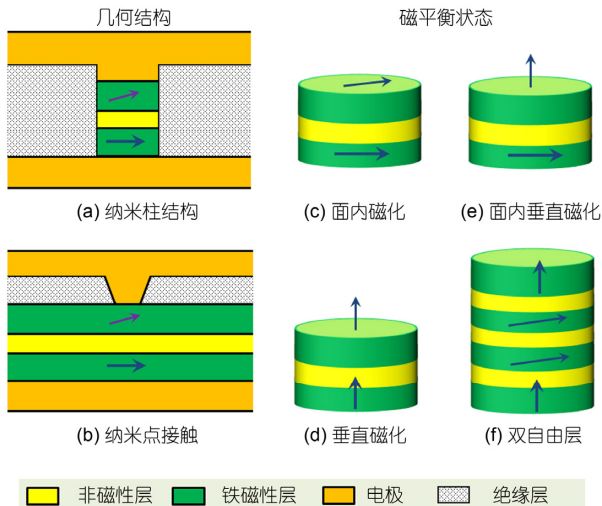 几何结构
磁平衡状态
(a) 纳米柱结构
(c) 面内磁化
(e) 面内垂直磁化
(b) 纳米点接触
(d) 垂直磁化
(f) 双自由层
非磁性层
铁磁性层
电极
绝缘层